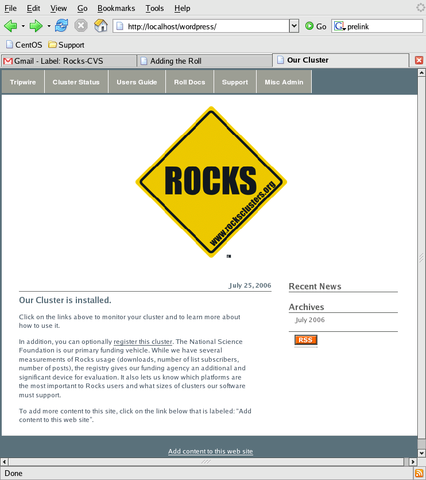 File Edit View Go Bookmarks Tools Help
http://localhost/wordpress/ Go prelink
CentOS Support
Gmail - Label: Rocks-CVS Adding the Roll Our Cluster
Tripwire Cluster Status Users Guide Roll Docs Support Misc Admin
ROCKS
www.rocksclusters.org
July 25, 2006
Our Cluster is installed.
Click on the links above to monitor your cluster and to learn more about
how to use it.
In addition, you can optionally register this cluster. The National Science
Foundation is our primary funding vehicle. While we have several
measurements of Rocks usage (downloads, number of list subscribers,
number of posts), the registry gives our funding agency an additional and
significant device for evaluation. It also lets us know which platforms are
the most important to Rocks users and what sizes of clusters our software
must support.
To add more content to this site, click on the link below that is labeled: "Add
content to this web site".
Recent News
Archives
July 2006
RSS
Add content to this web site
Done